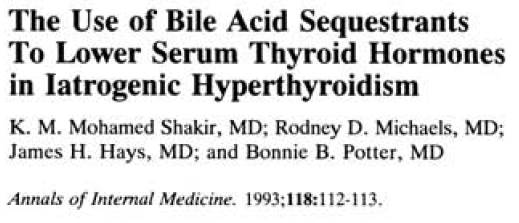 The Use of Bile Acid Sequestrants
To Lower Serum Thyroid Hormones
in Iatrogenic Hyperthyroidism
K. M. Mohamed Shakir, MD; Rodney D. Michaels, MD;
James H. Hays, MD; and Bonnie B. Potter, MD
Annals of Internal Medicine. 1993;118:112-113.